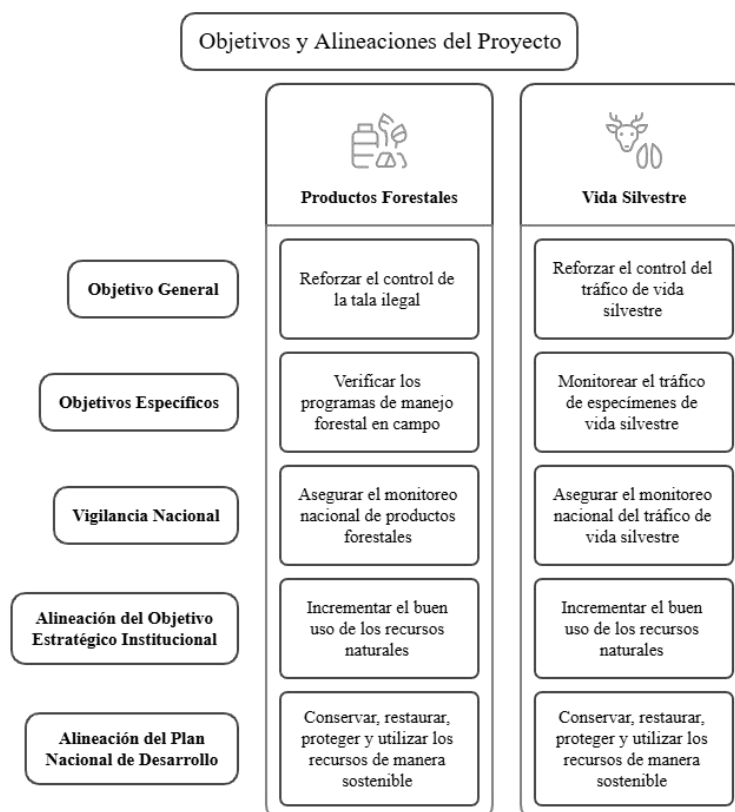 Objetivos y Alineaciones del Proyecto
Productos Forestales
Vida Silvestre
Objetivo General
Reforzar el control de
la tala ilegal
Reforzar el control del
tráfico de vida
silvestre
Objetivos Específicos
Verificar los
programas de manejo
forestal en campo
Monitorear el tráfico
de especímenes de
vida silvestre
Vigilancia Nacional
Asegurar el monitoreo
nacional de productos
forestales
Asegurar el monitoreo
nacional del tráfico de
vida silvestre
Alineación del Objetivo
Estratégico Institucional
Incrementar el buen
uso de los recursos
naturales
Incrementar el buen
uso de los recursos
naturales
Alineación del Plan
Nacional de Desarrollo
Conservar, restaurar,
proteger y utilizar los
recursos de manera
sostenible
Conservar, restaurar,
proteger y utilizar los
recursos de manera
sostenible